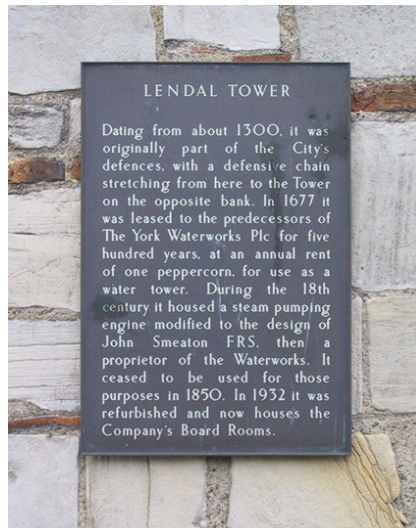 LENDAL TOWER
Dating from about 1300, it was
originally part of the City's
defences, with a defensive chain
stretching from here to the Tower
on the opposite bank. In 1677 it
was leased to the predecessors of
The York Waterworks Plc for five
hundred years, at an annual rent
of one peppercorn, for use as a
water tower. During the 18th
century it housed a steam pumping
engine modified to the design of
John Smeaton FRS, then a
proprietor of the Waterworks. It
ceased to be used for those
purposes in 1850. In 1932 it was
refurbished and now houses the
Company's Board Rooms.